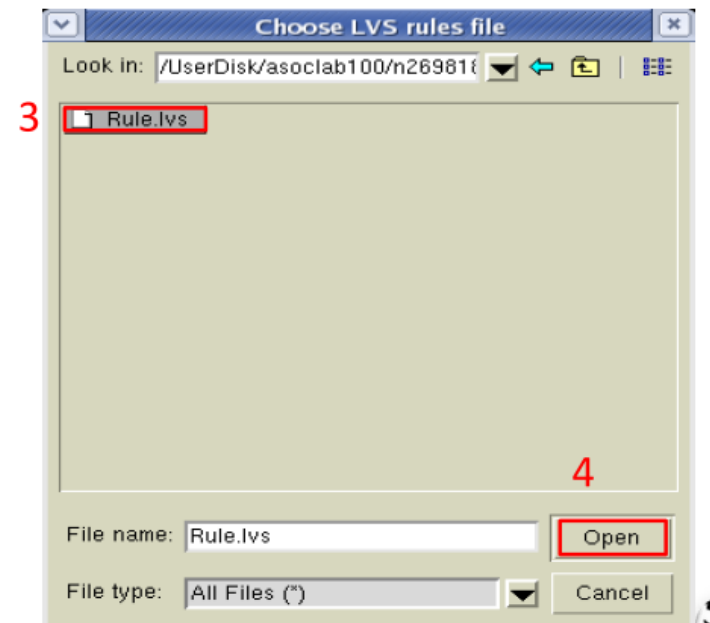 Choose LVS rules file
Look in: /UserDisk/asoclab100/n269818
3 Rule.lvs
4
File name: Rule.lvs Open
File type: All Files (*) Cancel